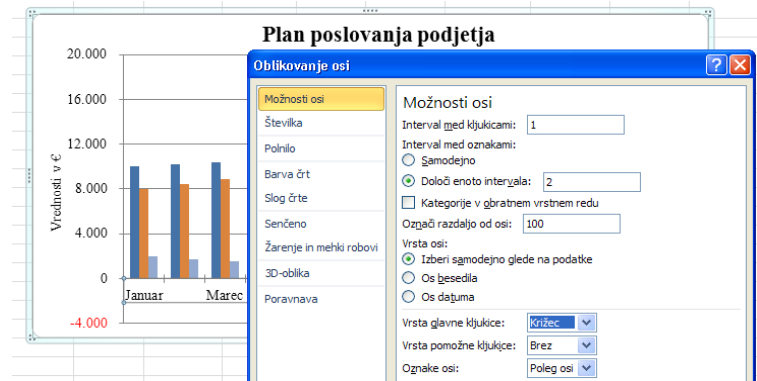 Plan poslovanja podjetja
20.000
16.000
12.000
8.000
4.000
0
-4.000
Vrednosti v €
Januar
Marec
Oblikovanje osi
Možnosti osi
Številka
Polnilo
Barva črt
Slog črte
Senčeno
Žarenje in mehki robovi
3D-oblika
Poravnava
Možnosti osi
Interval med kljukicami: 1
Interval med oznakami:
Samodejno
Določi enoto intervala: 2
Kategorije v obratnem vrstnem redu
Označi razdaljo od osi: 100
Vrsta osi:
Izberi samodejno glede na podatke
Os besedila
Os datuma
Vrsta glavne kljukice: Križec
Vrsta pomožne kljukice: Brez
Oznake osi: Poleg osi